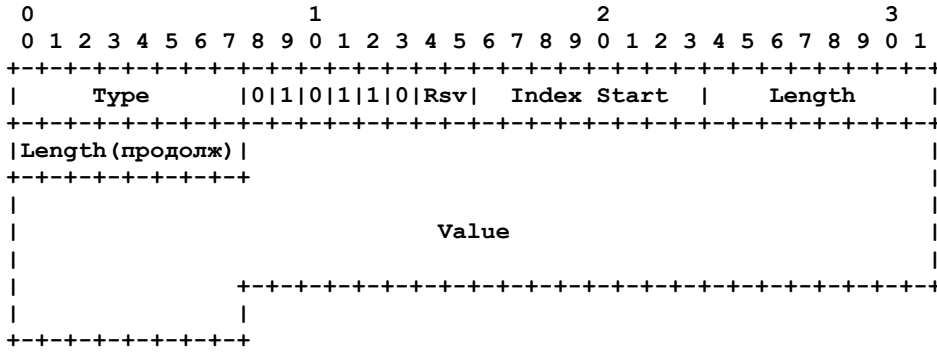 0                   1                   2                   3
 0 1 2 3 4 5 6 7 8 9 0 1 2 3 4 5 6 7 8 9 0 1 2 3 4 5 6 7 8 9 0 1
+-+-+-+-+-+-+-+-+-+-+-+-+-+-+-+-+-+-+-+-+-+-+-+-+-+-+-+-+-+-+-+-+
|     Type      |0|1|0|1|1|0|Rsv|  Index Start  |    Length     |
+-+-+-+-+-+-+-+-+-+-+-+-+-+-+-+-+-+-+-+-+-+-+-+-+-+-+-+-+-+-+-+-+
|Length(продолж)|                                               |
+-+-+-+-+-+-+-+-+                                               |
|                                                               |
|                             Value                             |
|                                                               |
|               +-+-+-+-+-+-+-+-+-+-+-+-+-+-+-+-+-+-+-+-+-+-+-+-+
|               |
+-+-+-+-+-+-+-+-+